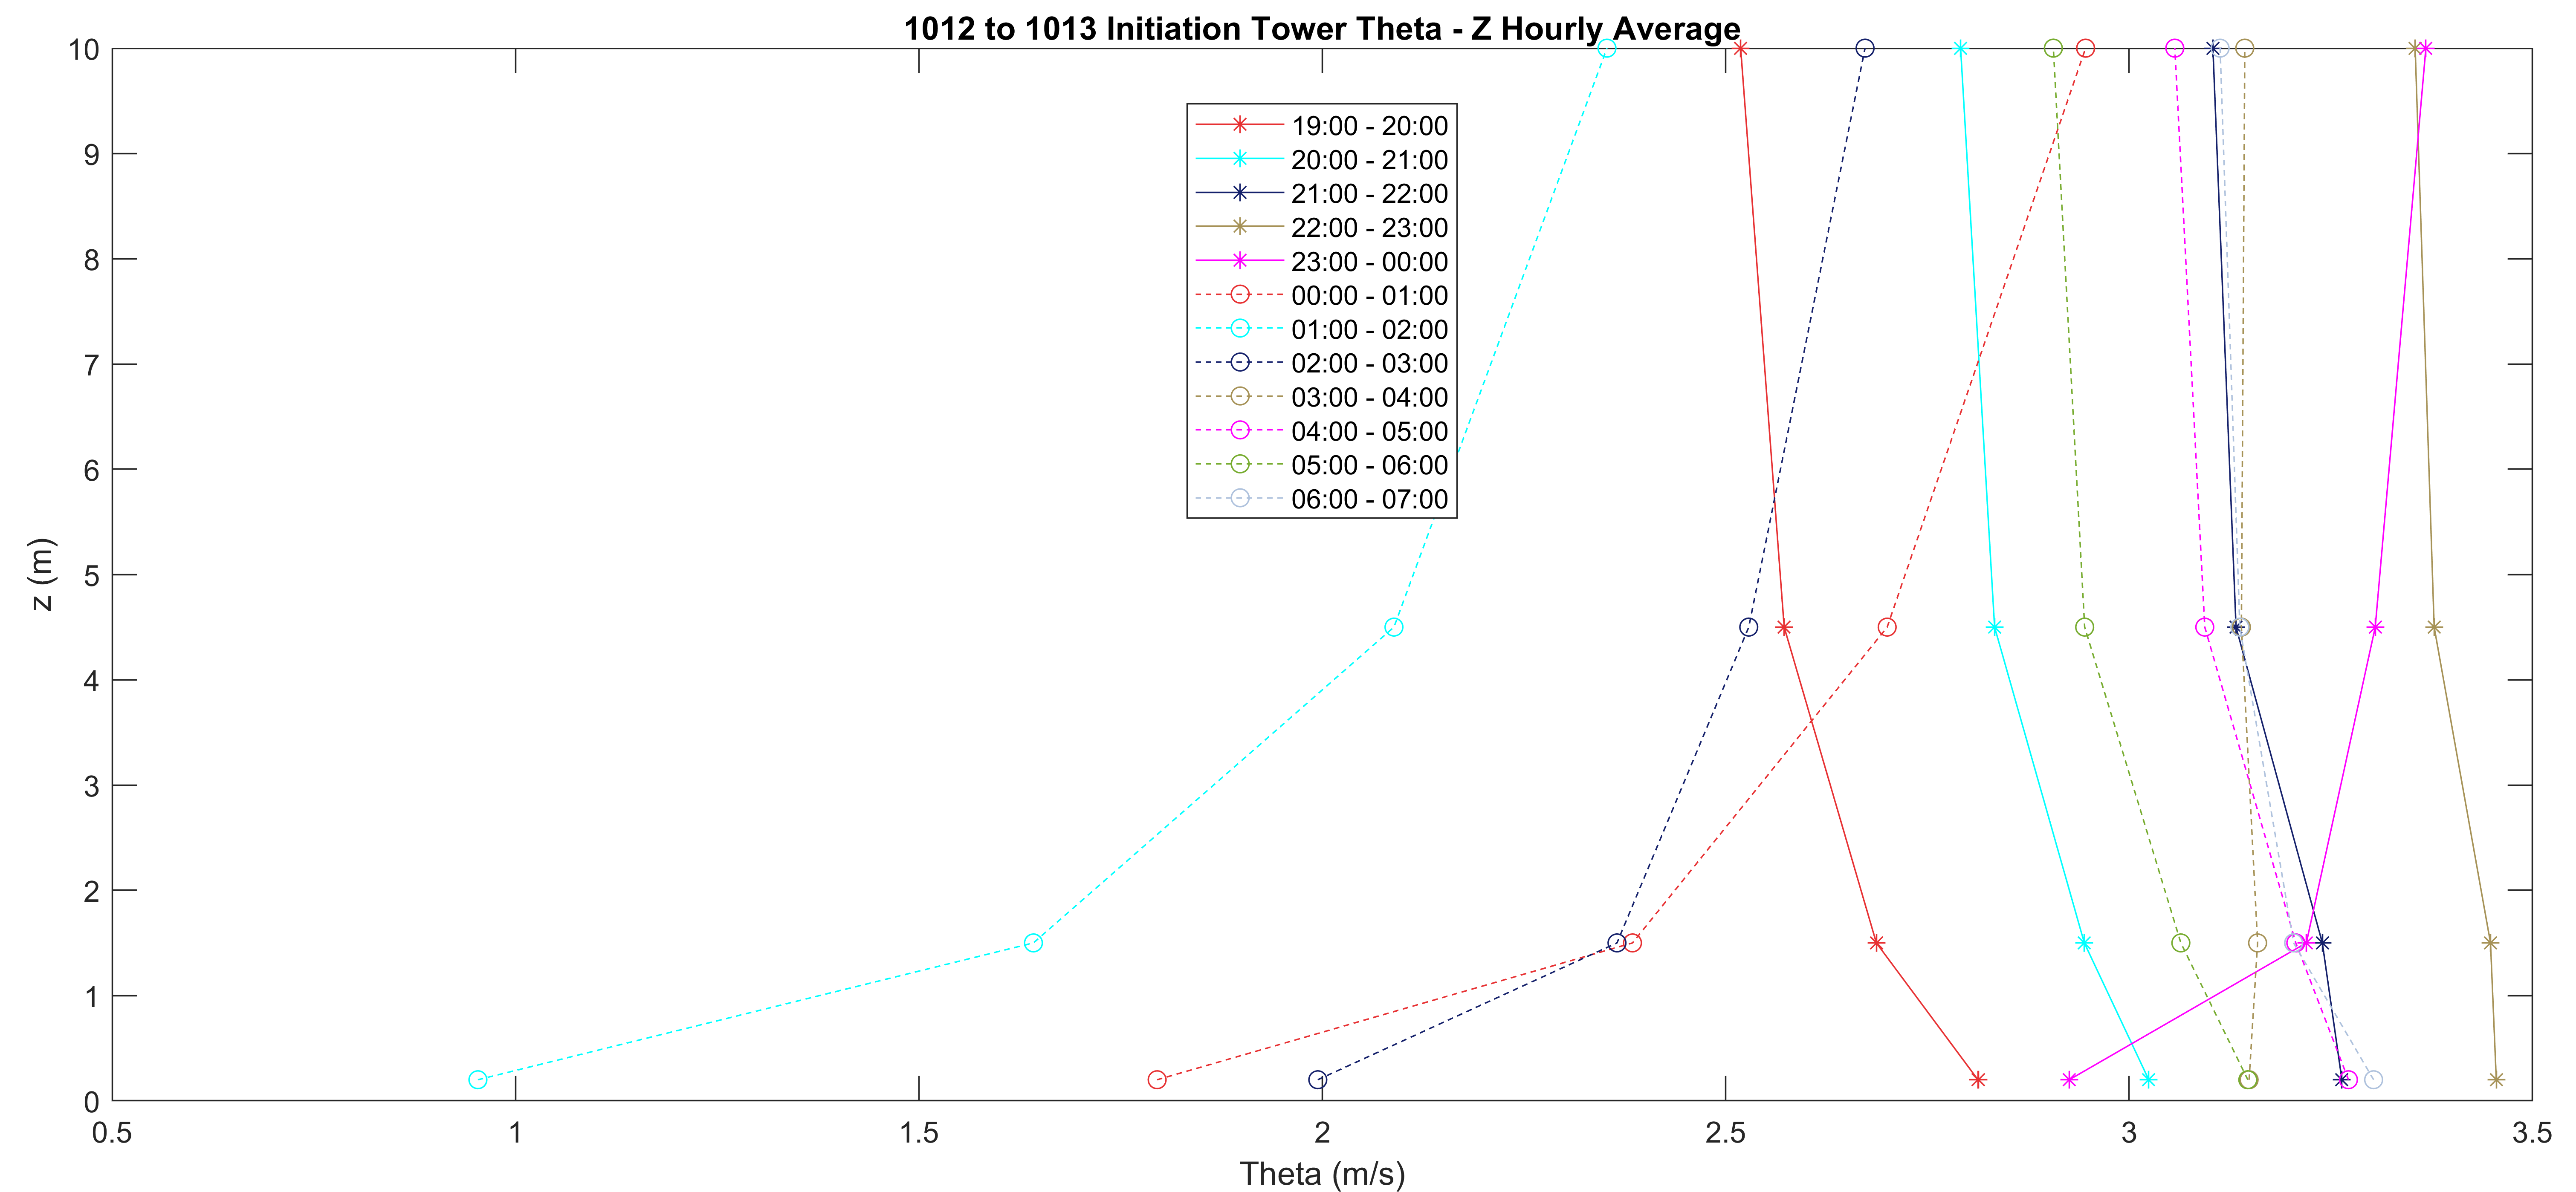 1012 to 1013 Initiation Tower Theta - Z Hourly Average
10
9
8
7
6
5
4
3
2
1
0
z (m)
19:00 - 20:00
20:00 - 21:00
21:00 - 22:00
22:00 - 23:00
23:00 - 00:00
00:00 - 01:00
01:00 - 02:00
02:00 - 03:00
03:00 - 04:00
04:00 - 05:00
05:00 - 06:00
06:00 - 07:00
0.5 1 1.5 2 2.5 3 3.5
Theta (m/s)